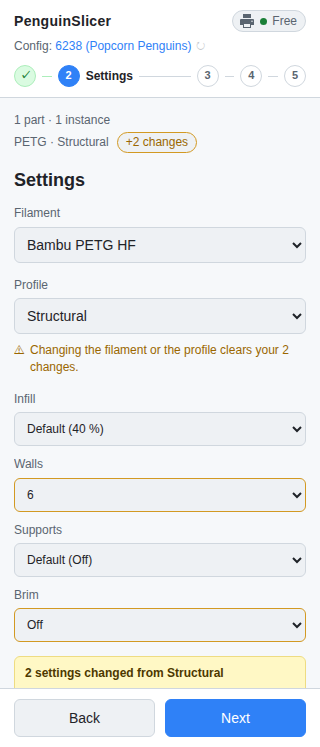 PenguinSlicer
Free
Config: 6238 (Popcorn Penguins)
✓ 2 Settings 3 4 5
1 part · 1 instance
PETG · Structural +2 changes
Settings
Filament
Bambu PETG HF
Profile
Structural
⚠ Changing the filament or the profile clears your 2
changes.
Infill
Default (40 %)
Walls
6
Supports
Default (Off)
Brim
Off
2 settings changed from Structural
Back Next